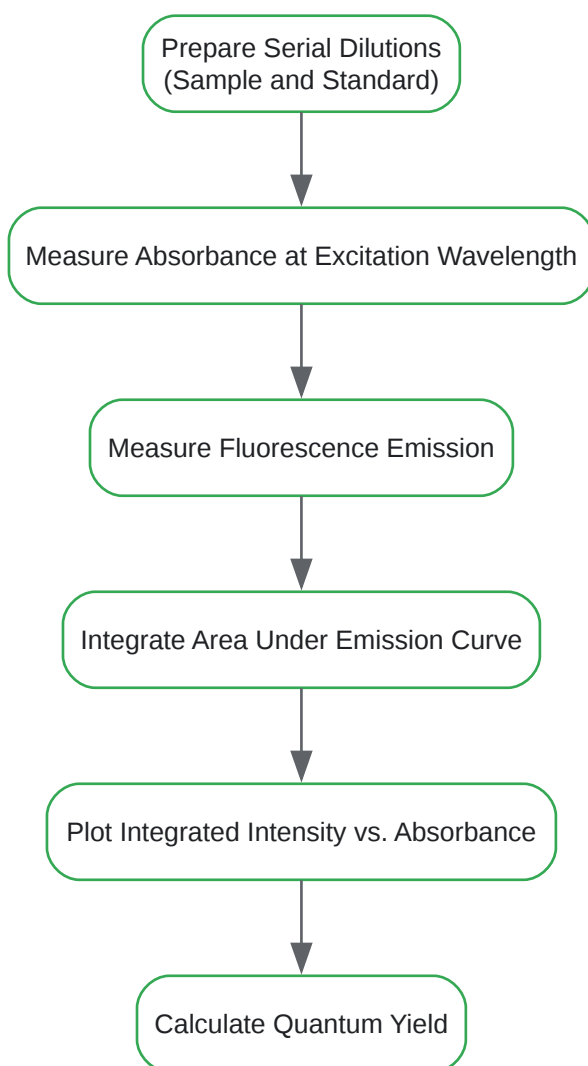 Prepare Serial Dilutions
(Sample and Standard)
Measure Absorbance at Excitation Wavelength
Measure Fluorescence Emission
Integrate Area Under Emission Curve
Plot Integrated Intensity vs. Absorbance
Calculate Quantum Yield